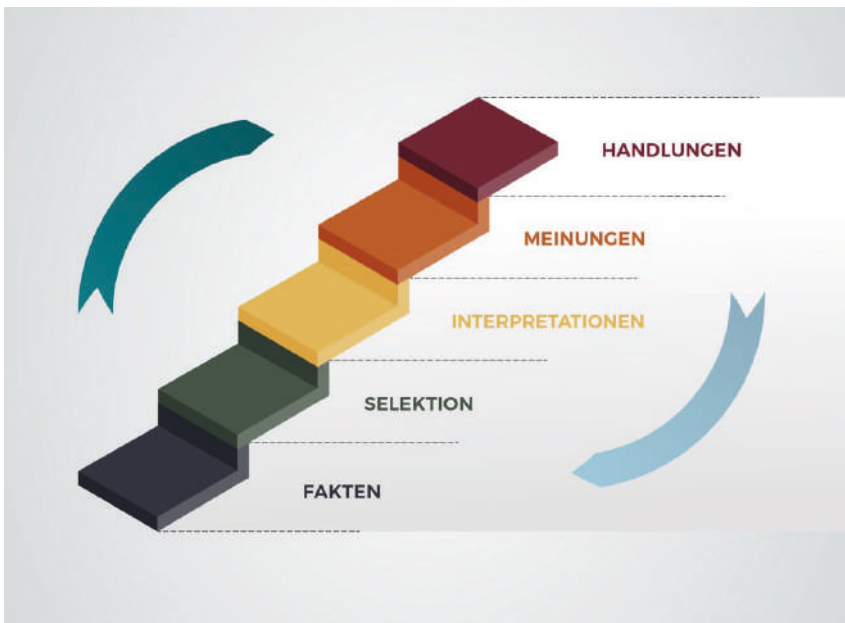 HANDLUNGEN
MEINUNGEN
INTERPRETATIONEN
SELEKTION
FAKTEN